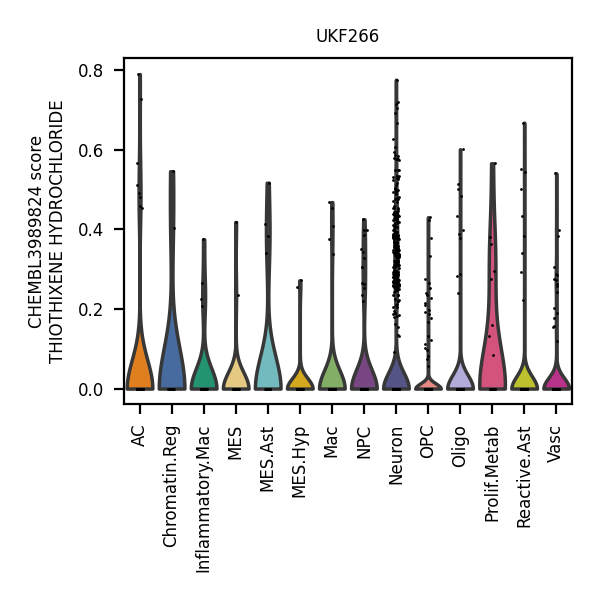 UKF266
CHEMBL3989824 score
THIOTHIXENE HYDROCHLORIDE
0.8
0.6
0.4
0.2
0.0
AC
Chromatin.Reg
Inflammatory.Mac
MES
MES.Ast
MES.Hyp
Mac
NPC
Neuron
OPC
Oligo
Prolif.Metab
Reactive.Ast
Vasc